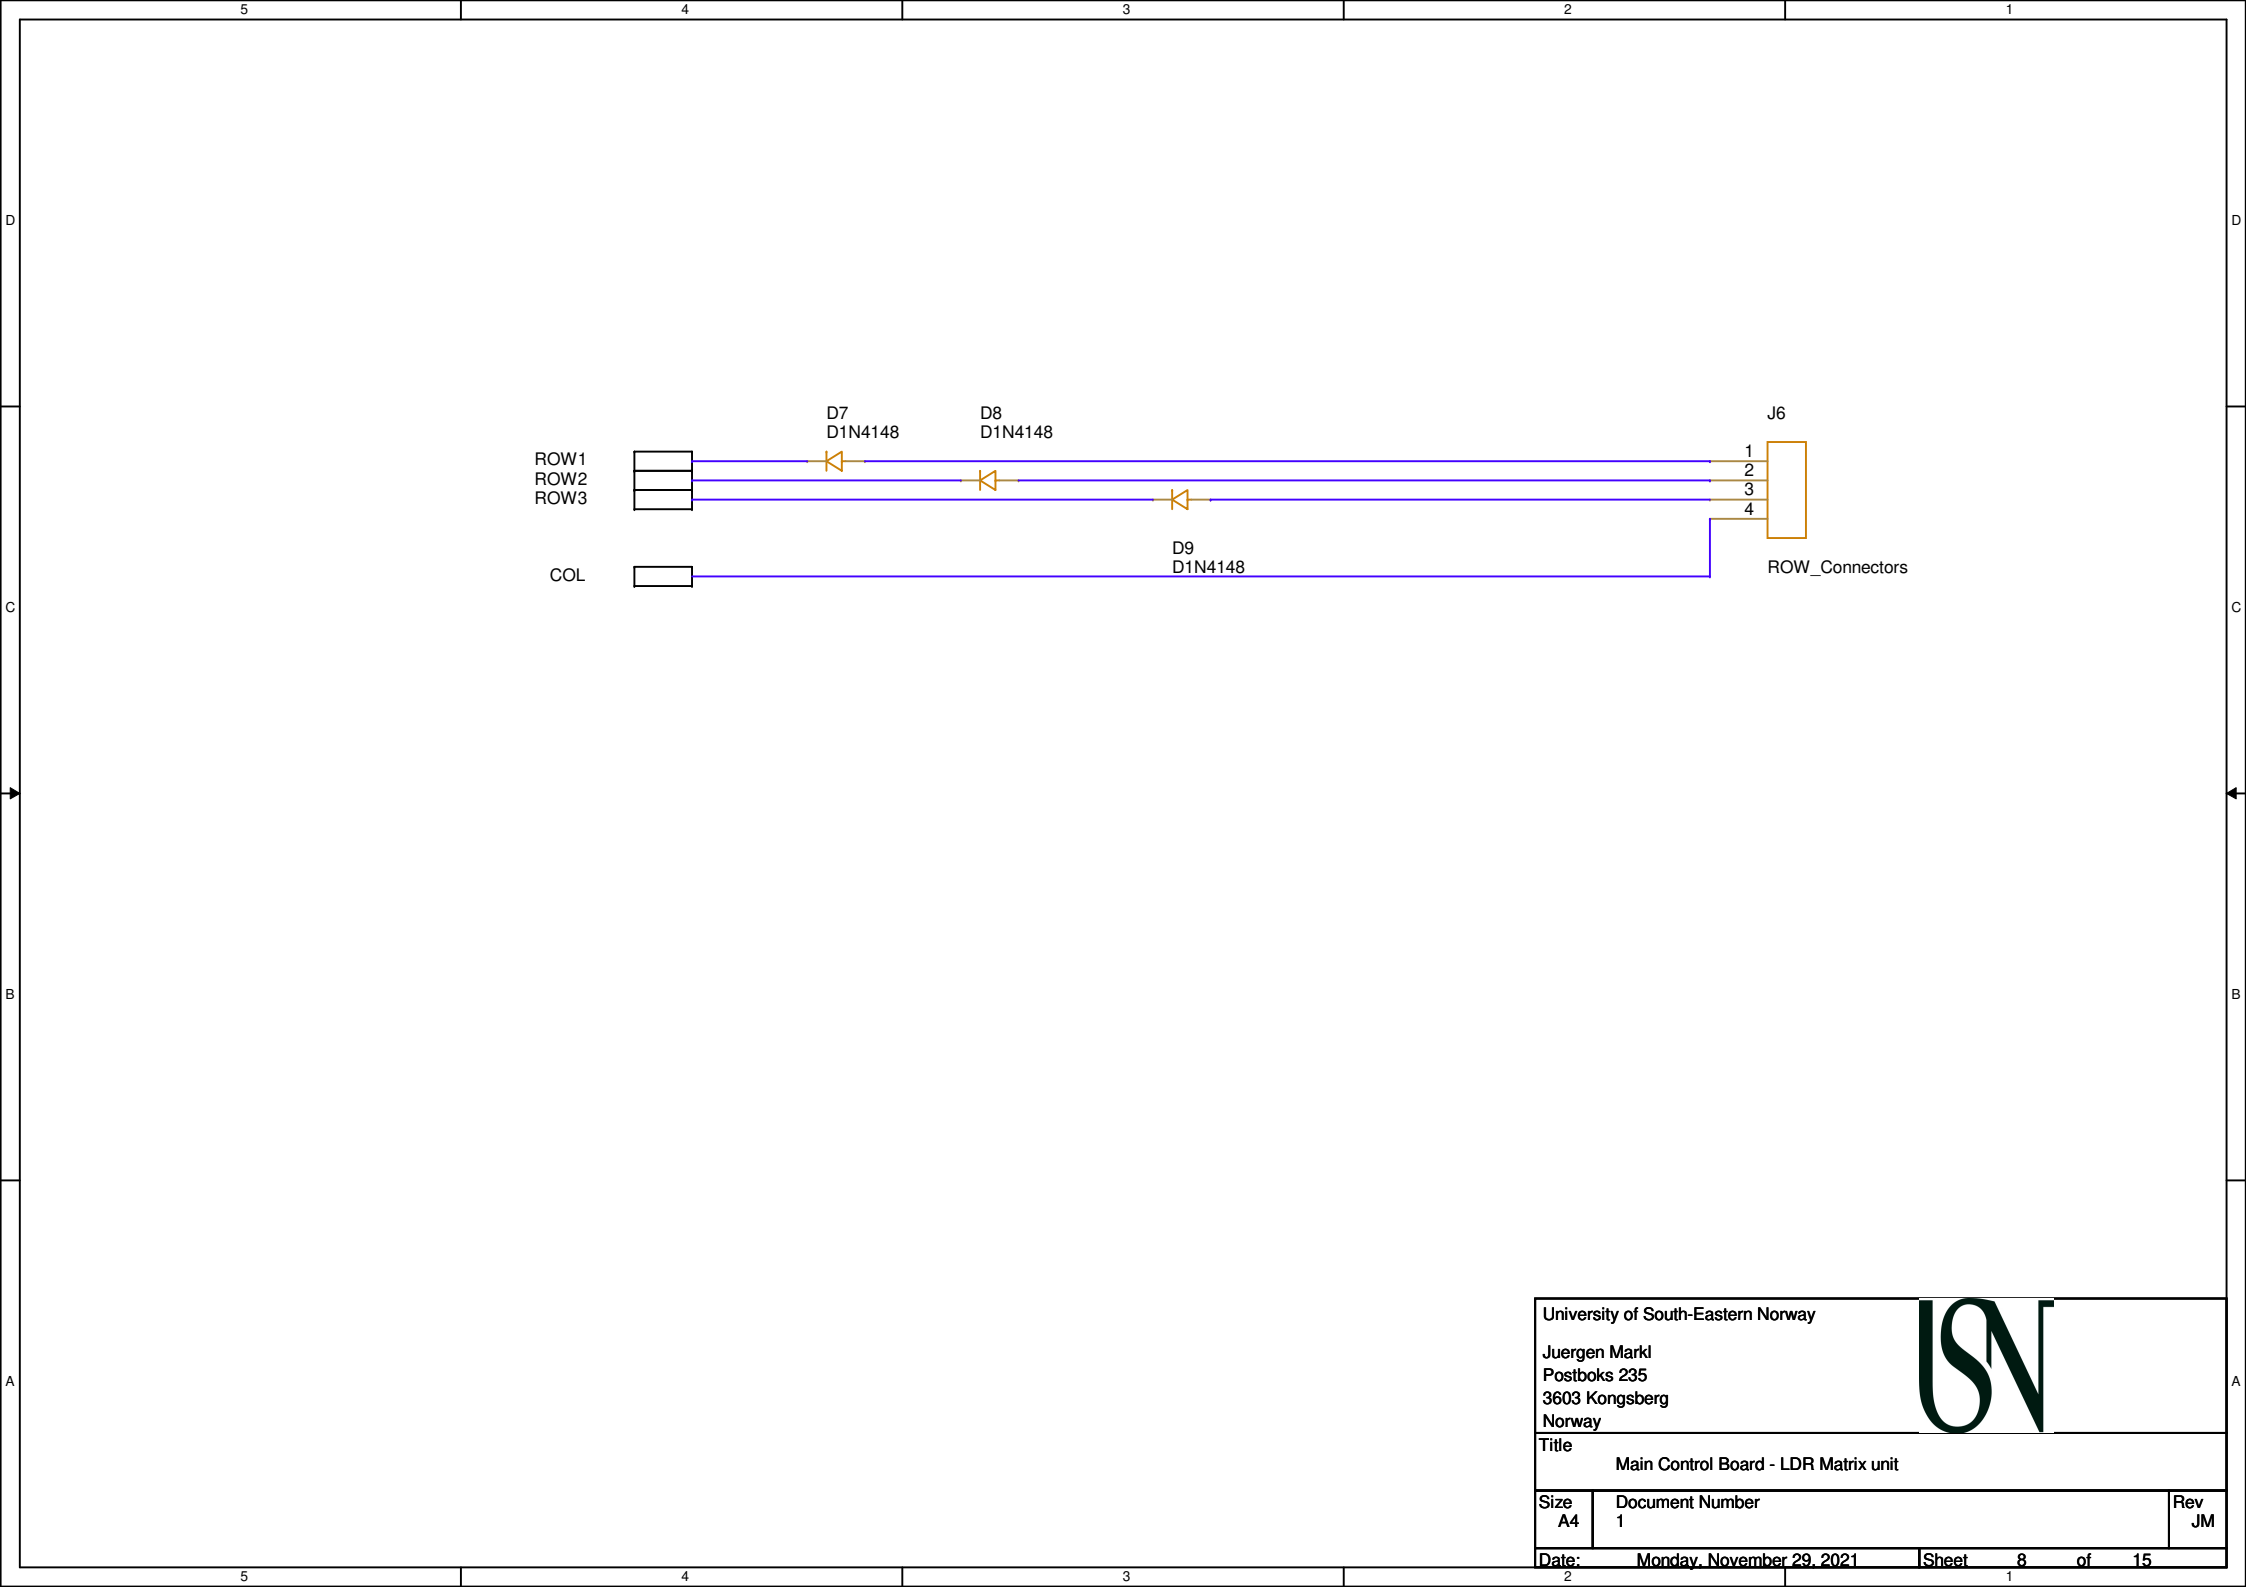 5 4 3 2 1
D D
D7 D8 J6
D1N4148 D1N4148
ROW1 1
ROW2 2
ROW3 3
4
D9
D1N4148
COL ROW_Connectors
C C
B B
University of South-Eastern Norway
USN
Juergen Markl
Postboks 235
3603 Kongsberg
Norway
A A
Title
Main Control Board - LDR Matrix unit
Size Document Number Rev
A4 1 JM
Date: Monday, November 29, 2021 Sheet 8 of 15
5 4 3 2 1